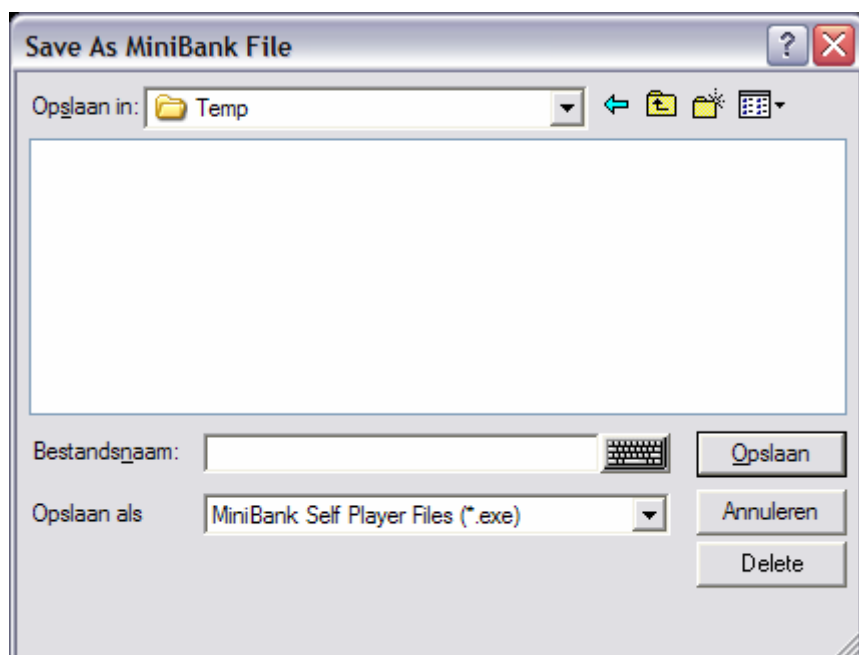 Save As MiniBank File
Opslaan in: Temp
Bestandsnaam: Opslaan
Opslaan als MiniBank Self Player Files (*.exe) Annuleren
Delete